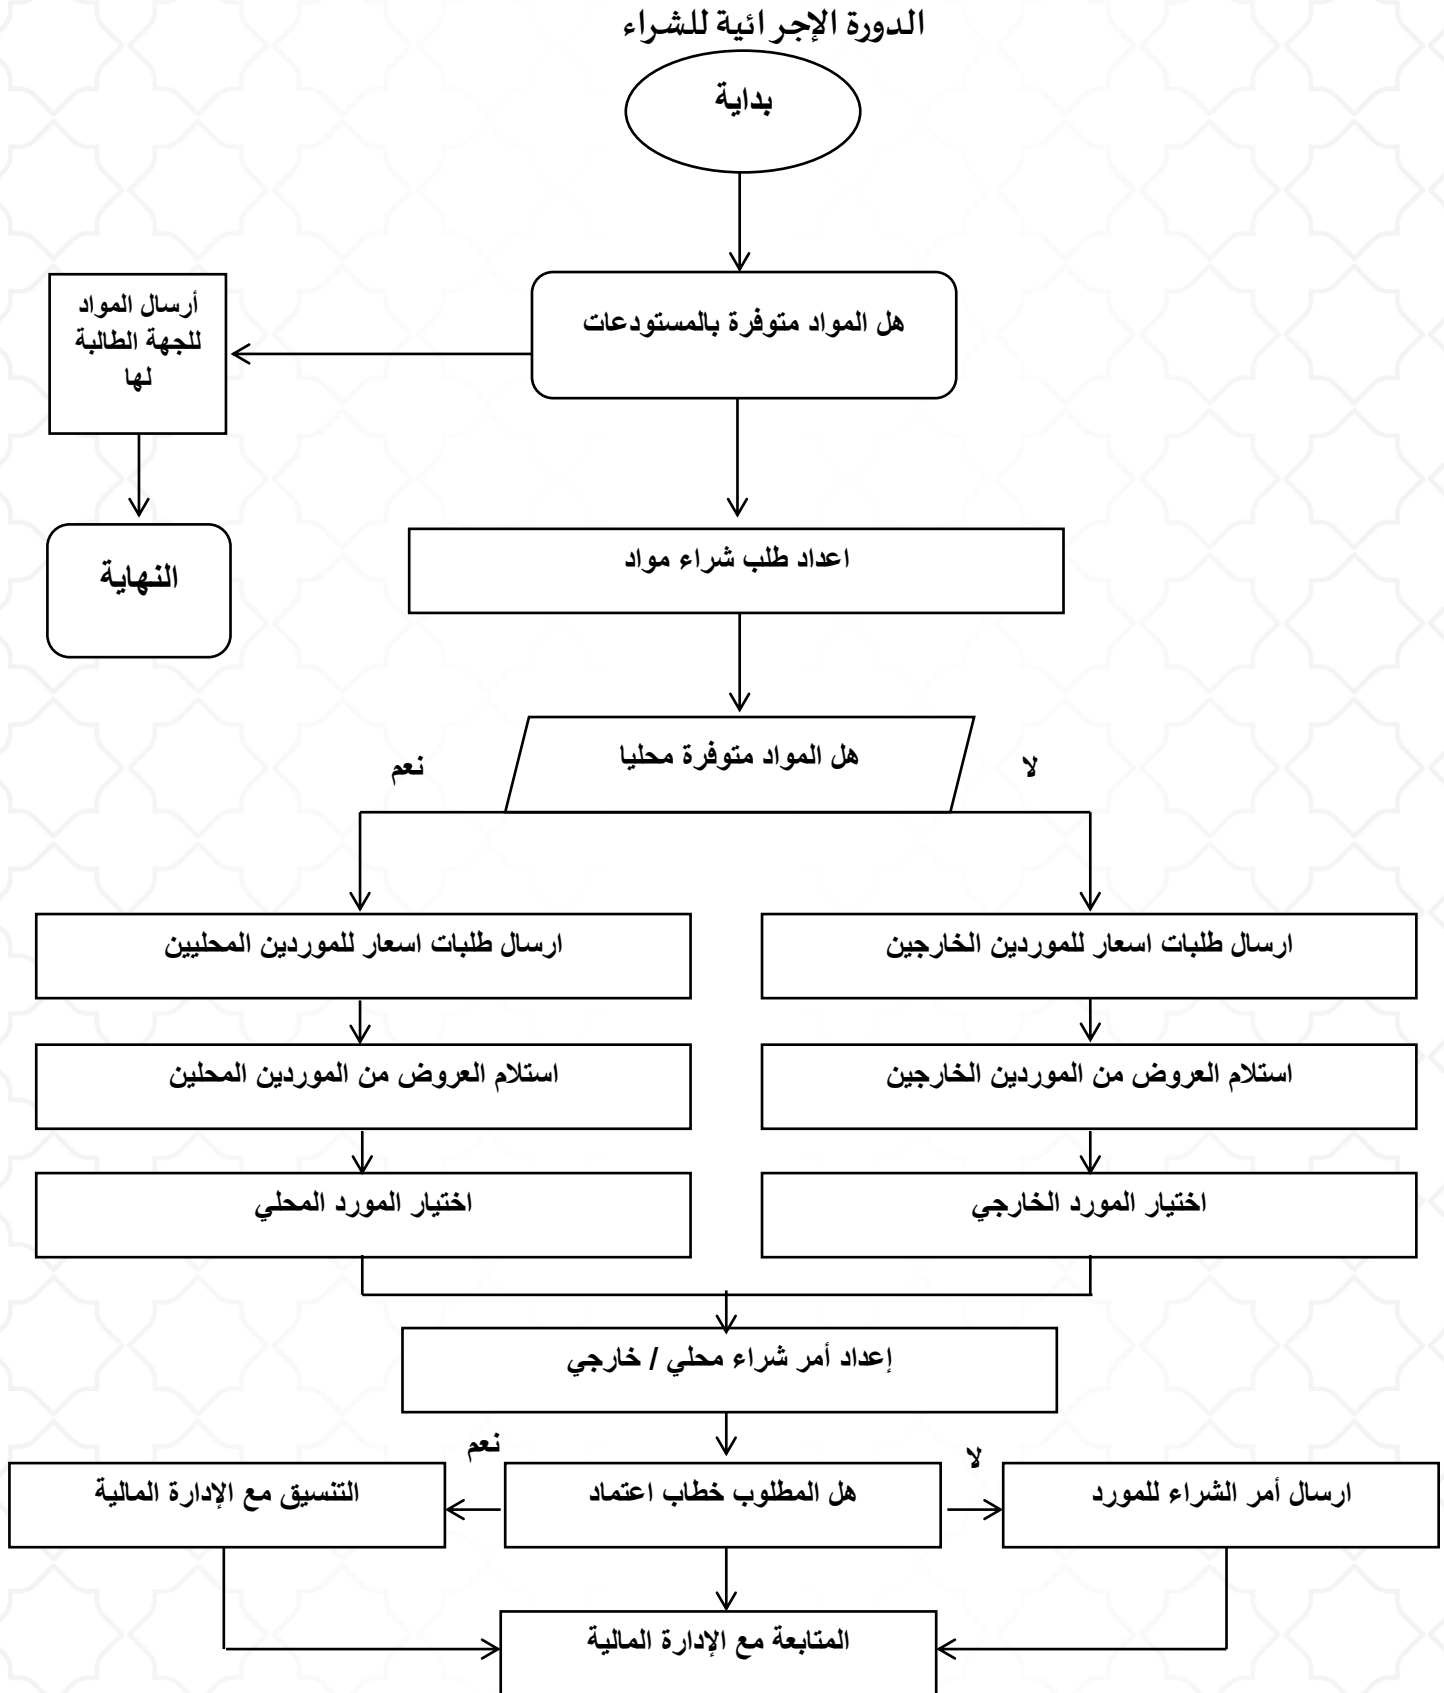 الدورة الإجرائية للشراء
بداية
هل المواد متوفرة بالمستودعات
أرسال المواد
للجهة الطالبة
لها
النهاية
اعداد طلب شراء مواد
هل المواد متوفرة محليا
لا
نعم
ارسال طلبات اسعار للموردين الخارجين
ارسال طلبات اسعار للموردين المحليين
استلام العروض من الموردين الخارجين
استلام العروض من الموردين المحلين
اختيار المورد الخارجي
اختيار المورد المحلي
إعداد أمر شراء محلي / خارجي
لا
نعم
ارسال أمر الشراء للمورد
هل المطلوب خطاب اعتماد
التنسيق مع الإدارة المالية
المتابعة مع الإدارة المالية